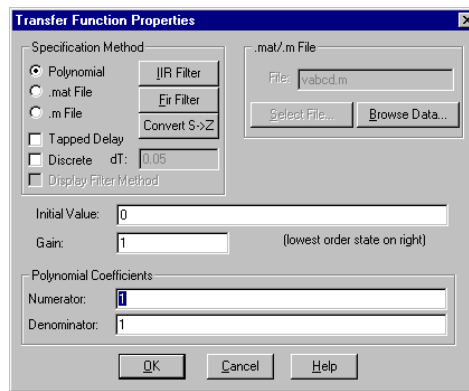 Transfer Function Properties
Specification Method
Polynomial
.mat File
.m File
IIR Filter
Fir Filter
Convert S->Z
Tapped Delay
Discrete dT: 0.05
Display Filter Method
.mat/.m File
File: vabcd.m
Select File... Browse Data...
Initial Value: 0
Gain: 1 (lowest order state on right)
Polynomial Coefficients
Numerator: 1
Denominator: 1
OK Cancel Help